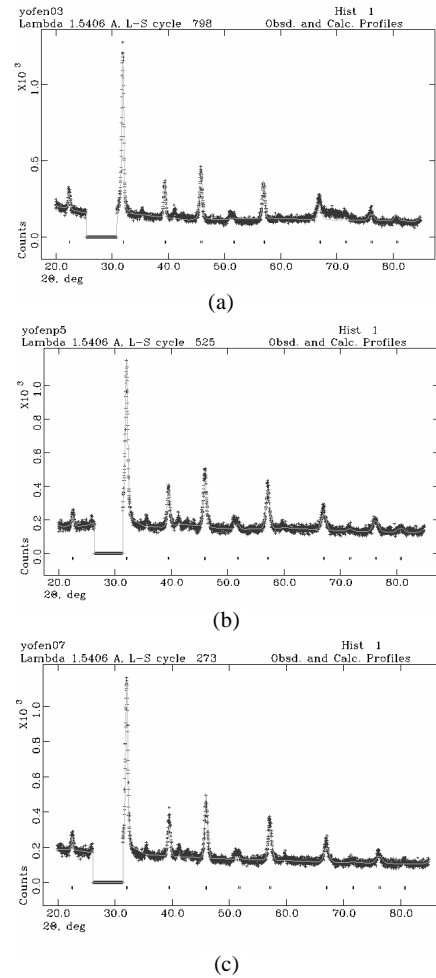 yofen03 Hist 1
Lambda 1.5406 A, L-S cycle 798 Obsd. and Calc. Profiles
X10 3
1.0
0.5
0.0
Counts
20.0 30.0 40.0 50.0 60.0 70.0 80.0
2Θ, deg
(a)
yofenp5 Hist 1
Lambda 1.5406 A, L-S cycle 525 Obsd. and Calc. Profiles
X10 3
1.0
0.8
0.6
0.4
0.2
0.0
Counts
20.0 30.0 40.0 50.0 60.0 70.0 80.0
2Θ, deg
(b)
yofen07 Hist 1
Lambda 1.5406 A, L-S cycle 273 Obsd. and Calc. Profiles
X10 3
1.0
0.8
0.6
0.4
0.2
0.0
Counts
20.0 30.0 40.0 50.0 60.0 70.0 80.0
2Θ, deg
(c)